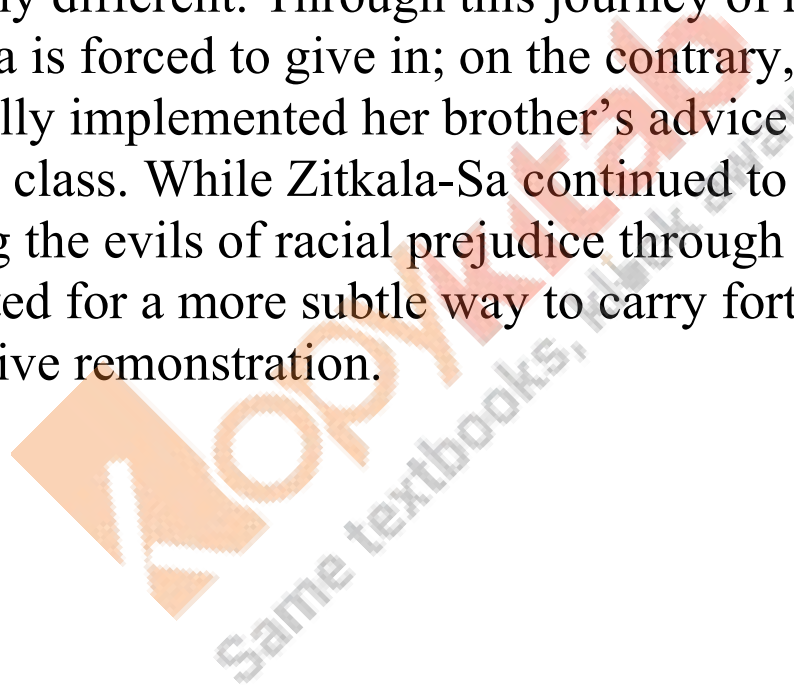 ly different. Through this journey of
a is forced to give in; on the contrary,
lly implemented her brother’s advice
class. While Zitkala-Sa continued to
g the evils of racial prejudice through
ted for a more subtle way to carry fort
ive remonstration.
Kopykitab
Same textbooks,